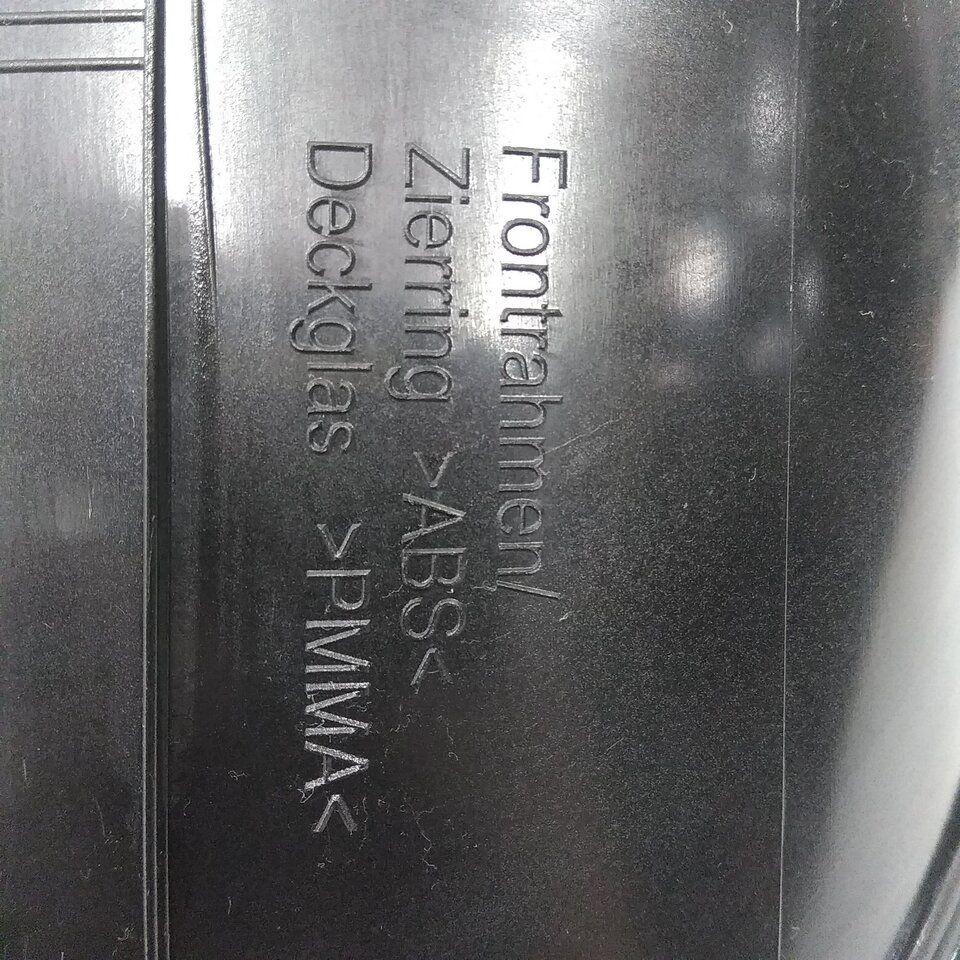 Frontrahmen/
Zierring >ABS<
Deckglas >PMMA<